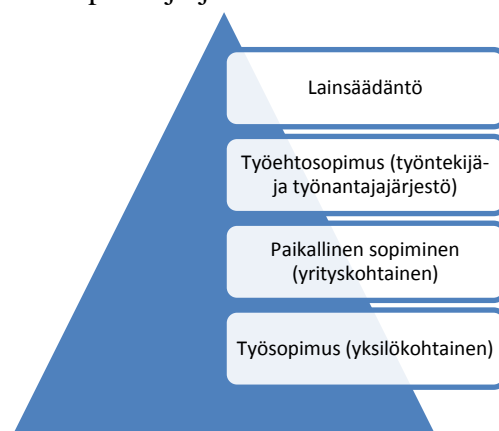 Lainsäädäntö
Työehtosopimus (työntekijä-
ja työnantajajärjestö)
Paikallinen sopiminen
(yrityskohtainen)
Työsopimus (yksilökohtainen)